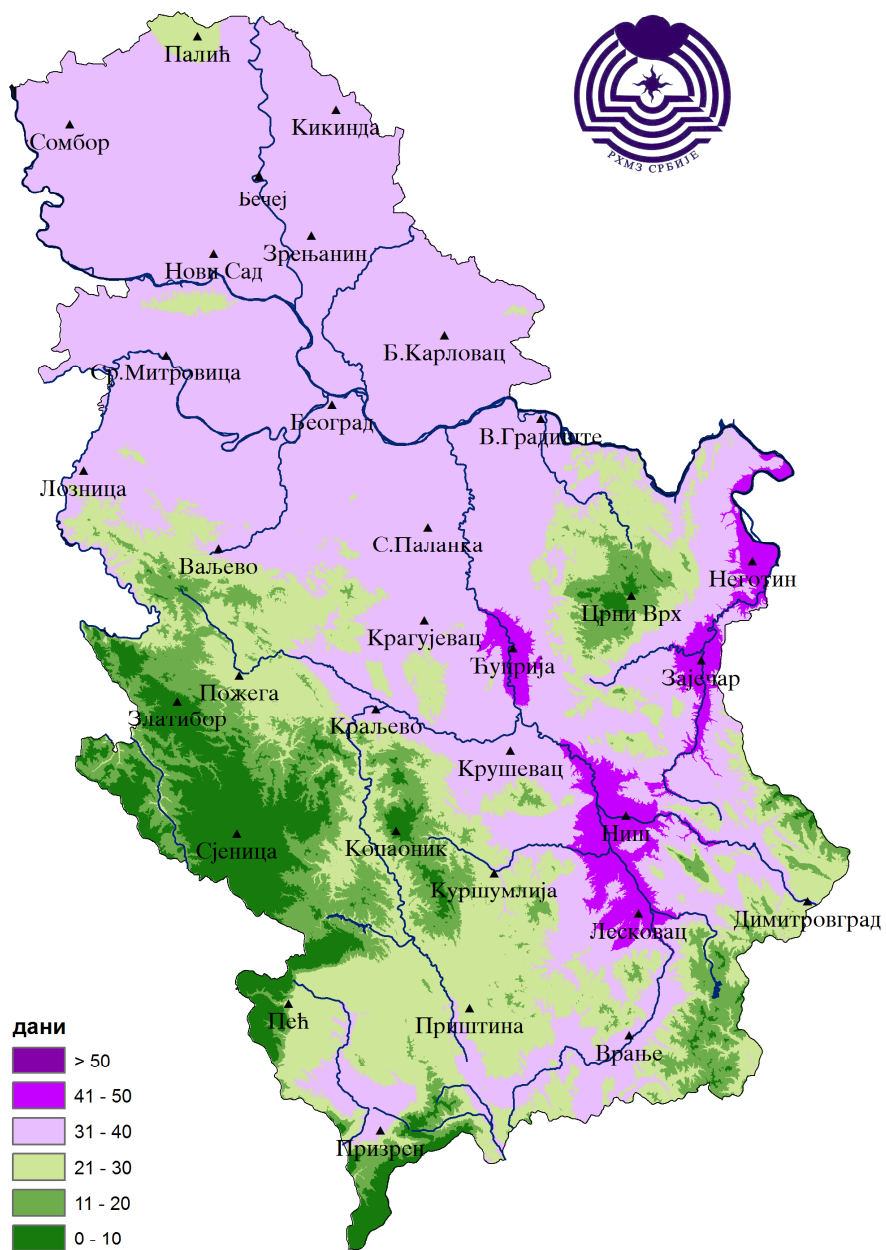 Палић
Кикинда
Сомбор
РХМЗ СРБИЈЕ
Бечеј
Зрењанин
Нови Сад
Б.Карловац
Ср.Митровица
Београд
В.Градиште
Лозница
С.Паланка
Ваљево
Неготин
Црни Врх
Крагујевац
Ћуприја
Зајечар
Пожега
Златибор
Краљево
Крушевац
Ниш
Сјеница
Копаоник
Куршумлија
Димитровград
Лесковац
Пећ
Приштина
Врање
Призрен
дани
> 50
41 - 50
31 - 40
21 - 30
11 - 20
0 - 10